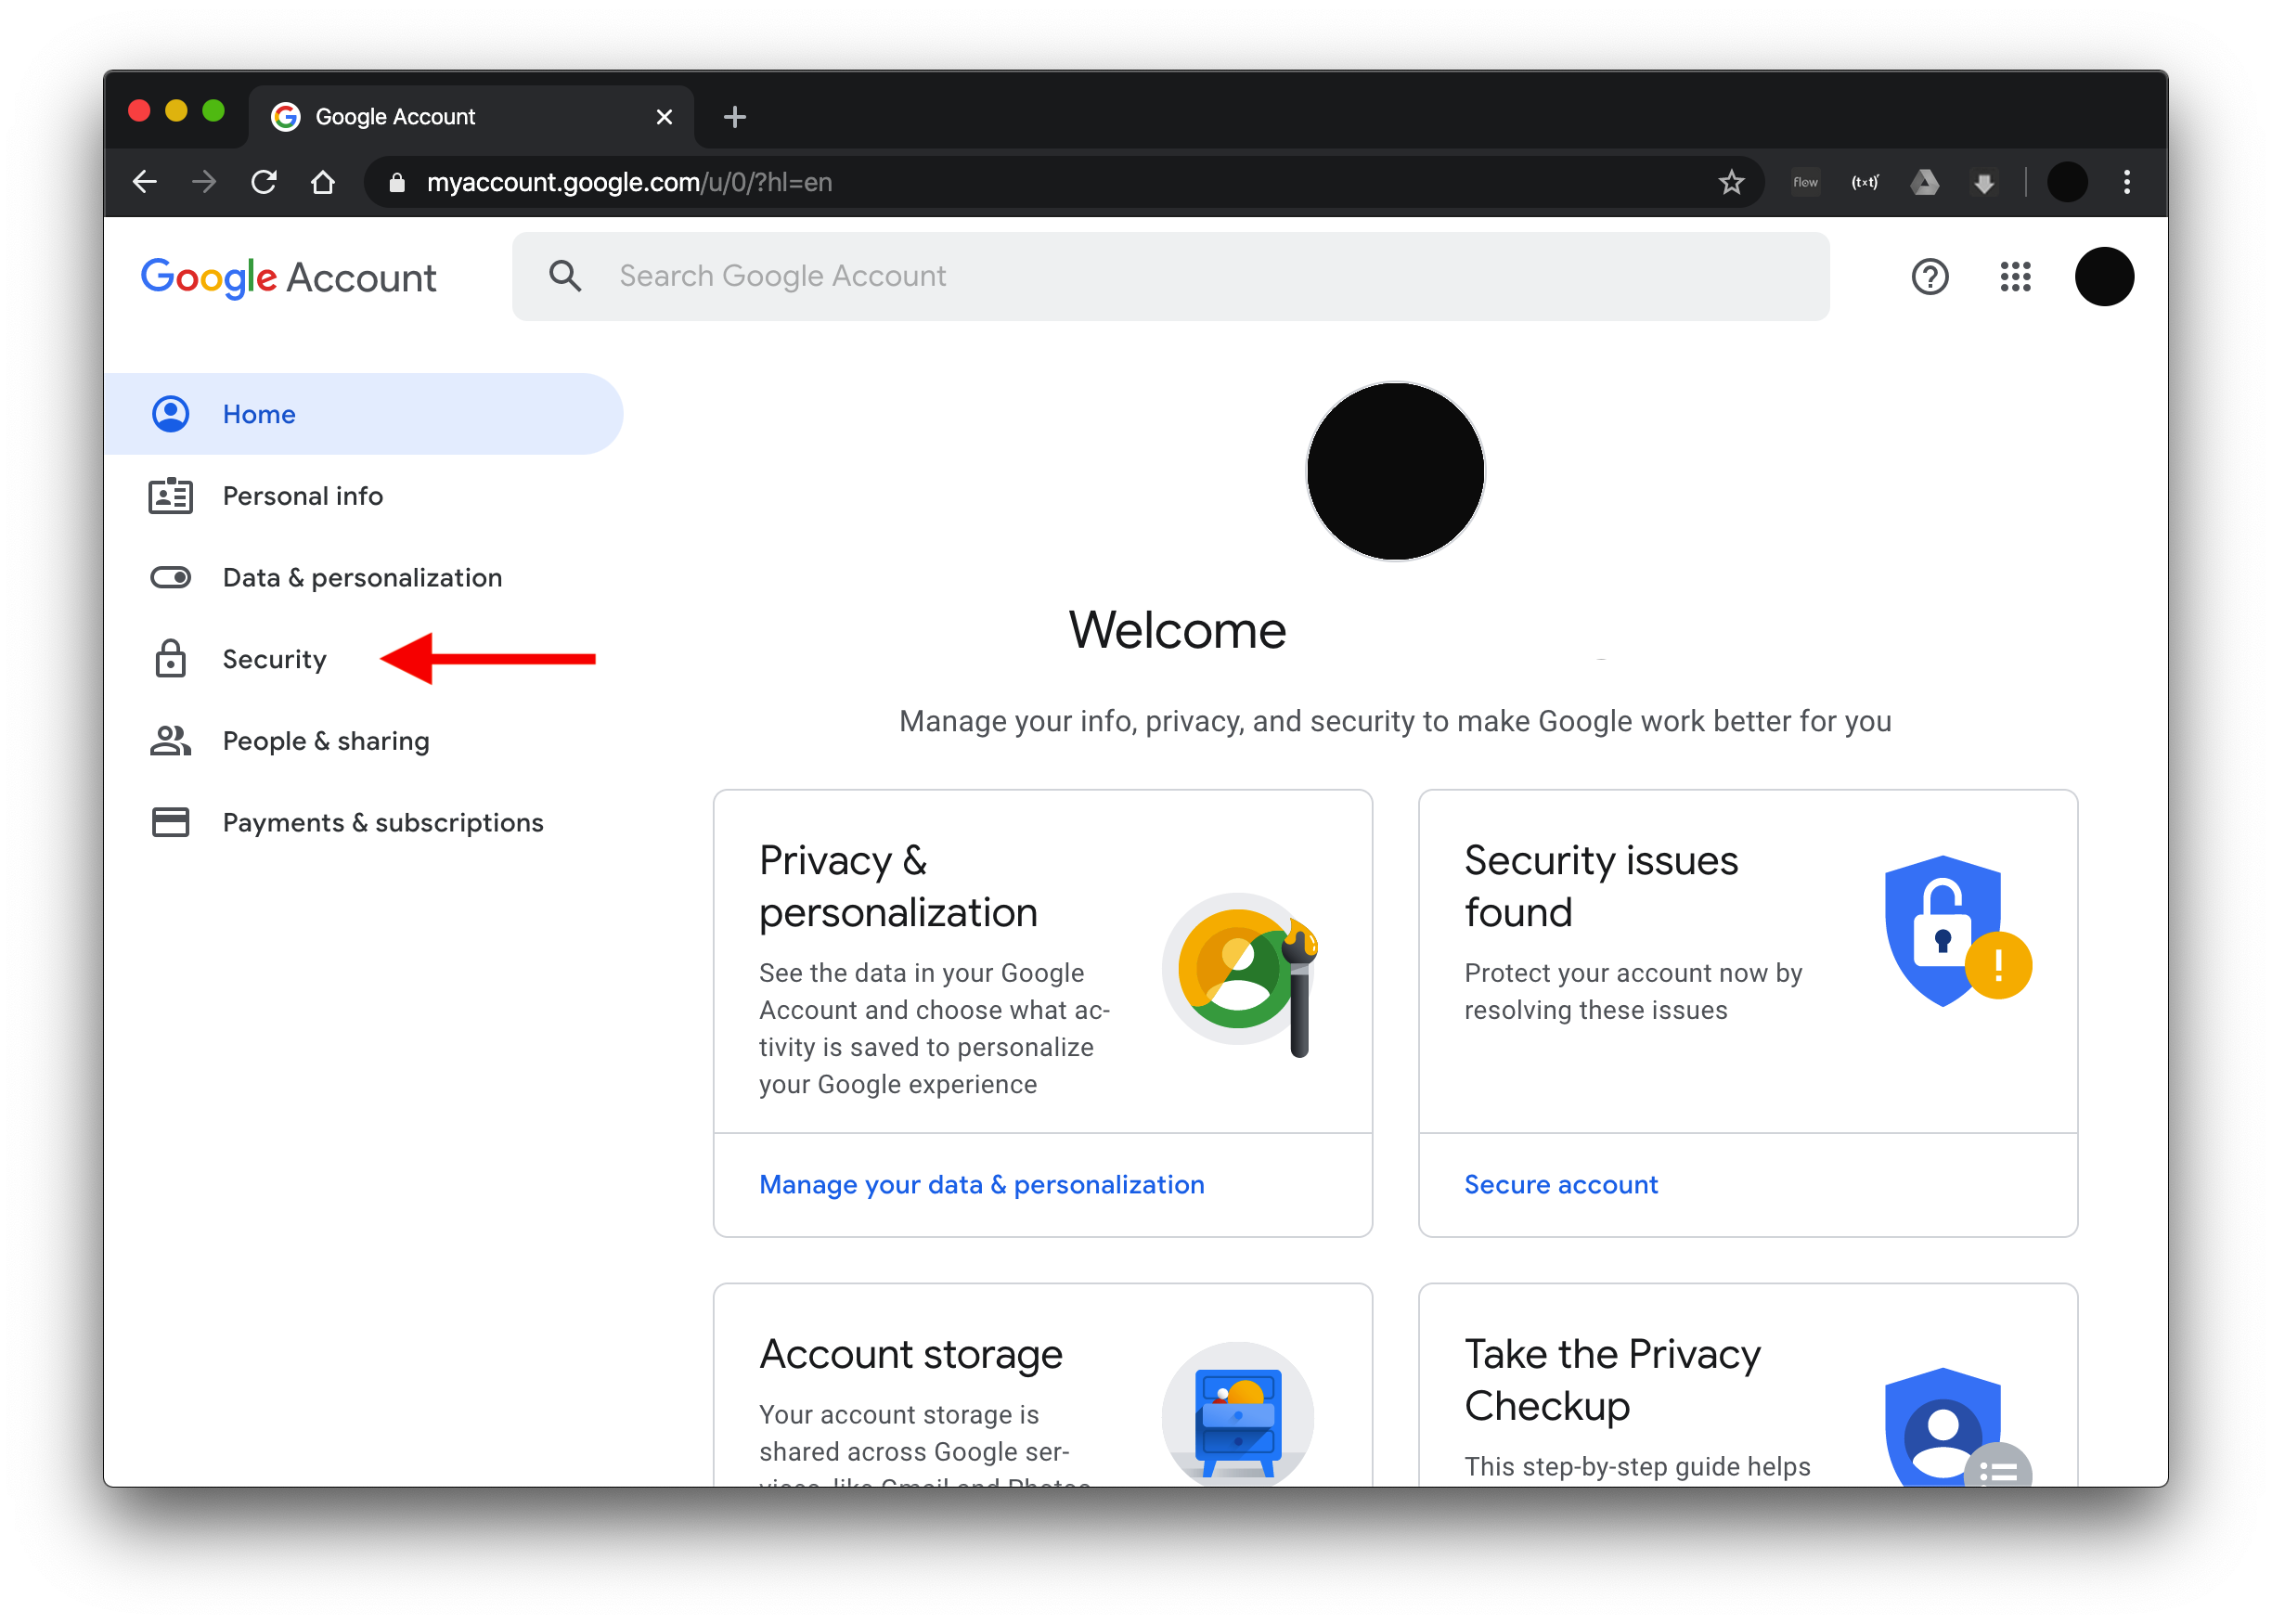 Google Account
myaccount.google.com/u/0/?hl=en
flow
(txt)
Google Account
Search Google Account
Home
Personal info
Data & personalization
Security
People & sharing
Payments & subscriptions
Welcome
Manage your info, privacy, and security to make Google work better for you
Privacy &
personalization
See the data in your Google
Account and choose what ac-
tivity is saved to personalize
your Google experience
Manage your data & personalization
Security issues
found
Protect your account now by
resolving these issues
Secure account
Account storage
Your account storage is
shared across Google ser-
vices, like Gmail and Photos
Take the Privacy
Checkup
This step-by-step guide helps